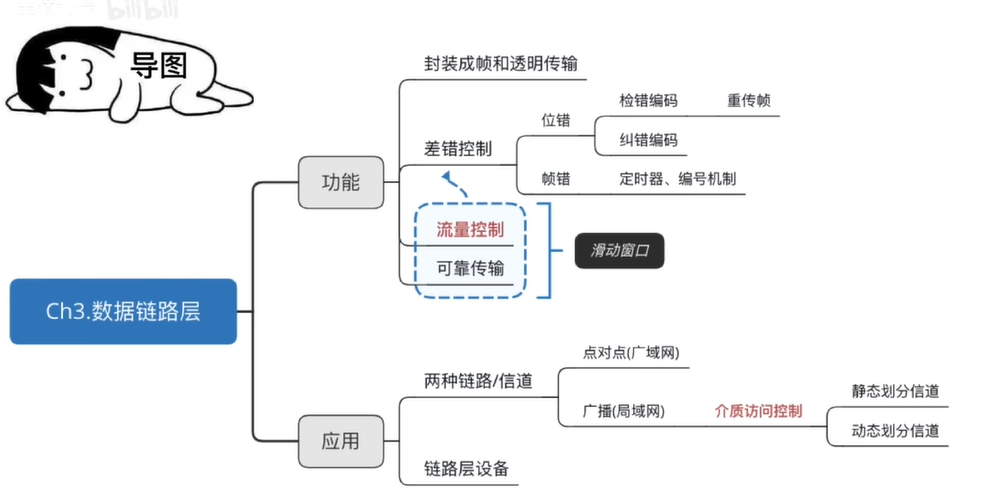 bilibili
导图
封装成帧和透明传输
差错控制
位错
检错编码
重传帧
纠错编码
帧错
定时器、编号机制
功能
流量控制
可靠传输
滑动窗口
Ch3.数据链路层
两种链路/信道
点对点(广域网)
广播(局域网)
介质访问控制
静态划分信道
动态划分信道
应用
链路层设备